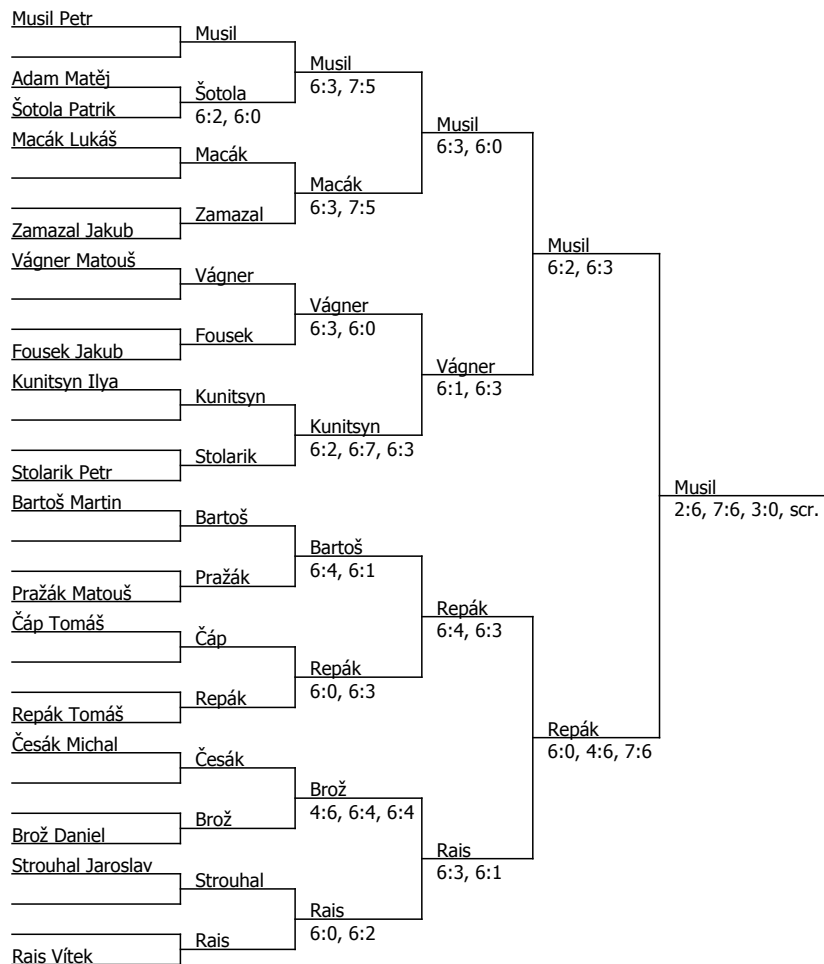 Musil Petr
Adam Matěj
Šotola Patrik
Macák Lukáš
Zamazal Jakub
Vágner Matouš
Fousek Jakub
Kunitsyn Ilya
Stolarik Petr
Bartoš Martin
Pražák Matouš
Čáp Tomáš
Repák Tomáš
Česák Michal
Brož Daniel
Strouhal Jaroslav
Rais Vítek
Musil
Šotola
6:2, 6:0
Macák
Zamazal
Vágner
Fousek
Kunitsyn
Stolarik
Bartoš
Pražák
Čáp
Repák
Česák
Brož
Strouhal
Rais
Musil
6:3, 7:5
Macák
6:3, 7:5
Vágner
6:3, 6:0
Kunitsyn
6:2, 6:7, 6:3
Bartoš
6:4, 6:1
Repák
6:0, 6:3
Brož
4:6, 6:4, 6:4
Rais
6:0, 6:2
Musil
6:3, 6:0
Vágner
6:1, 6:3
Repák
6:4, 6:3
Rais
6:3, 6:1
Musil
6:2, 6:3
Repák
6:0, 4:6, 7:6
Musil
2:6, 7:6, 3:0, scr.